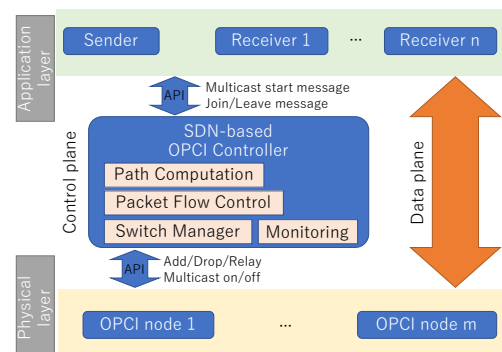 Application
layer
Sender
Receiver 1
...
Receiver n
API
Multicast start message
Join/Leave message
Control plane
SDN-based
OPCI Controller
Path Computation
Packet Flow Control
Switch Manager
Monitoring
Data plane
API
Add/Drop/Relay
Multicast on/off
Physical
layer
OPCI node 1
...
OPCI node m